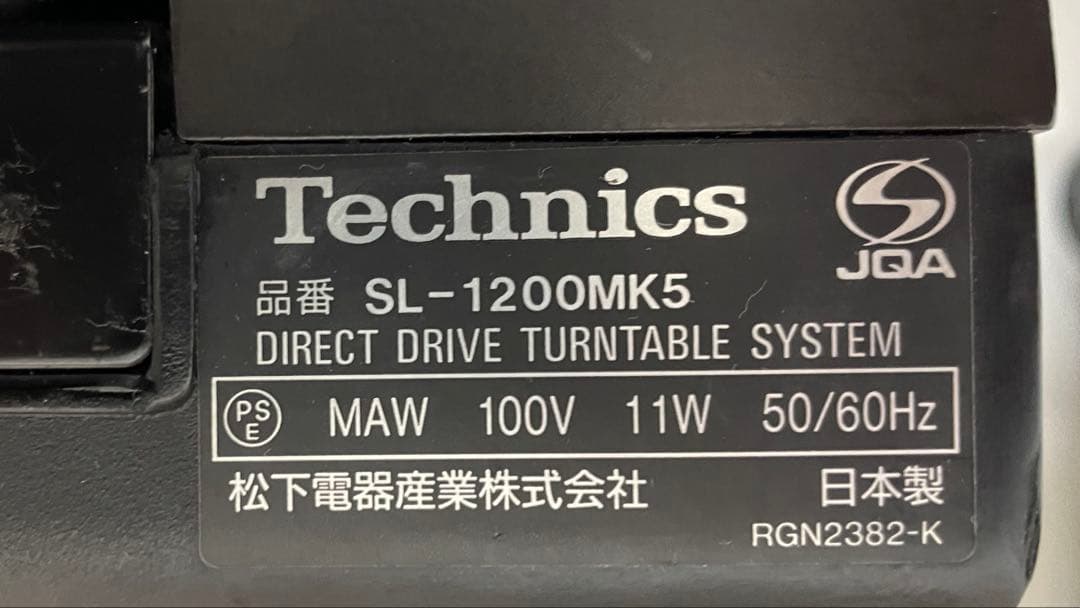 Technics
JQA
品番 SL-1200MK5
DIRECT DRIVE TURNTABLE SYSTEM
PSE MAW 100V 11W 50/60Hz
松下電器産業株式会社 日本製
RGN2382-K